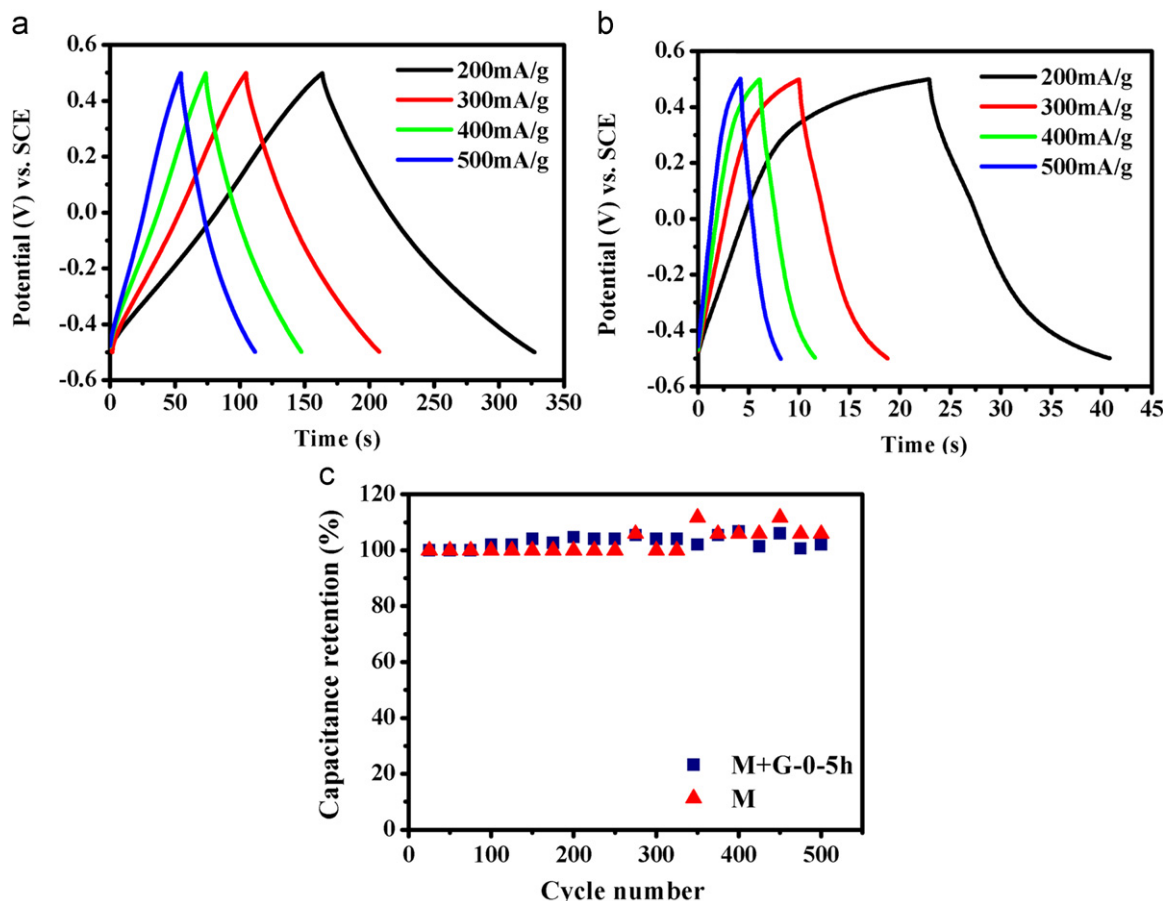 a
Potential (V) vs. SCE
0.6
0.4
0.2
0.0
-0.2
-0.4
-0.6
200mA/g
300mA/g
400mA/g
500mA/g
0 50 100 150 200 250 300 350
Time (s)
b
Potential (V) vs. SCE
0.6
0.4
0.2
0.0
-0.2
-0.4
-0.6
200mA/g
300mA/g
400mA/g
500mA/g
0 5 10 15 20 25 30 35 40 45
Time (s)
c
Capacitance retention (%)
120
100
80
60
40
20
0
M+G-0-5h
M
0 100 200 300 400 500
Cycle number